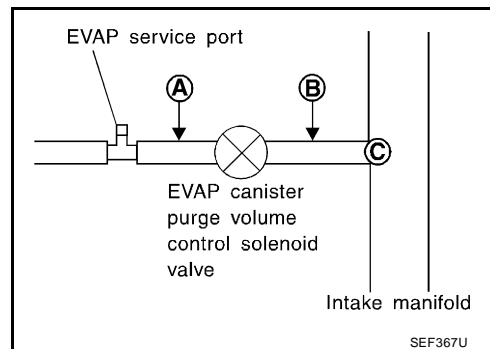 EVAP service port
A
B
C
EVAP canister
purge volume
control solenoid
valve
Intake manifold
SEF367U